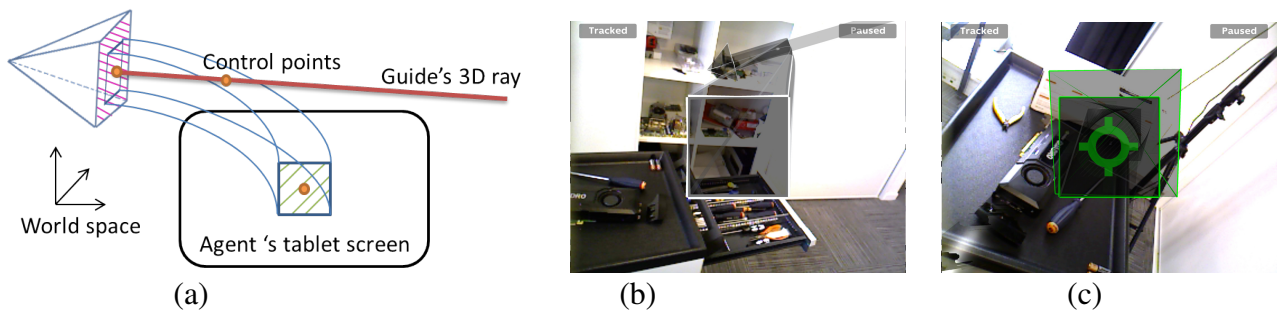 Control points
Guide's 3D ray
World space
Agent 's tablet screen
(a)
Tracked
Paused
(b)
Tracked
Paused
(c)